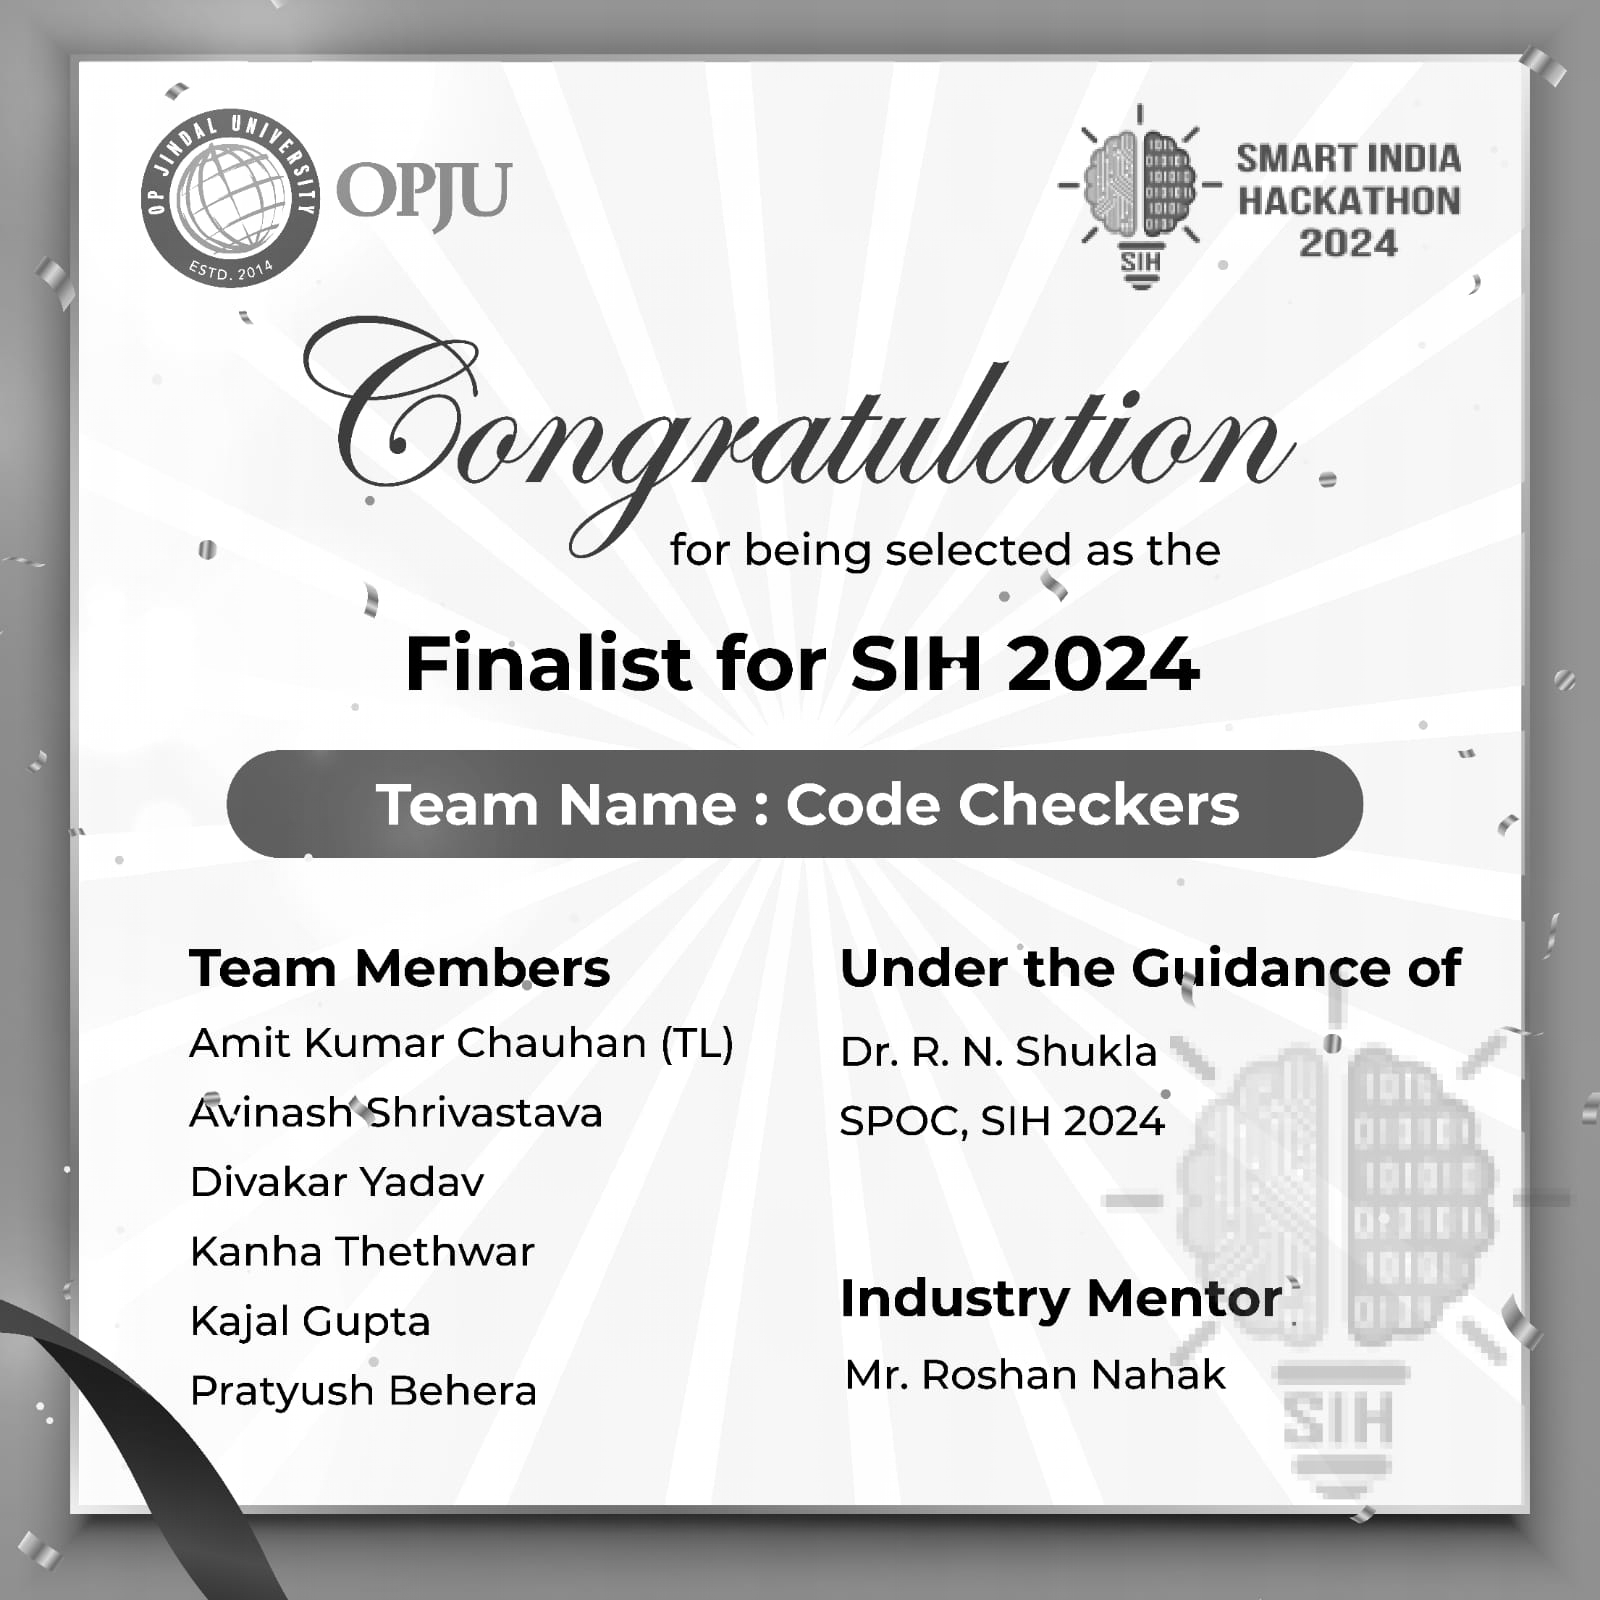 OP JINDAL UNIVERSITY
ESTD. 2014
OPJU
SIH
SMART INDIA
HACKATHON
2024
Congratulation
for being selected as the
Finalist for SIH 2024
Team Name : Code Checkers
Team Members
Amit Kumar Chauhan (TL)
Avinash Shrivastava
Divakar Yadav
Kanha Thethwar
Kajal Gupta
Pratyush Behera
Under the Guidance of
Dr. R. N. Shukla
SPOC, SIH 2024
Industry Mentor
Mr. Roshan Nahak
SIH